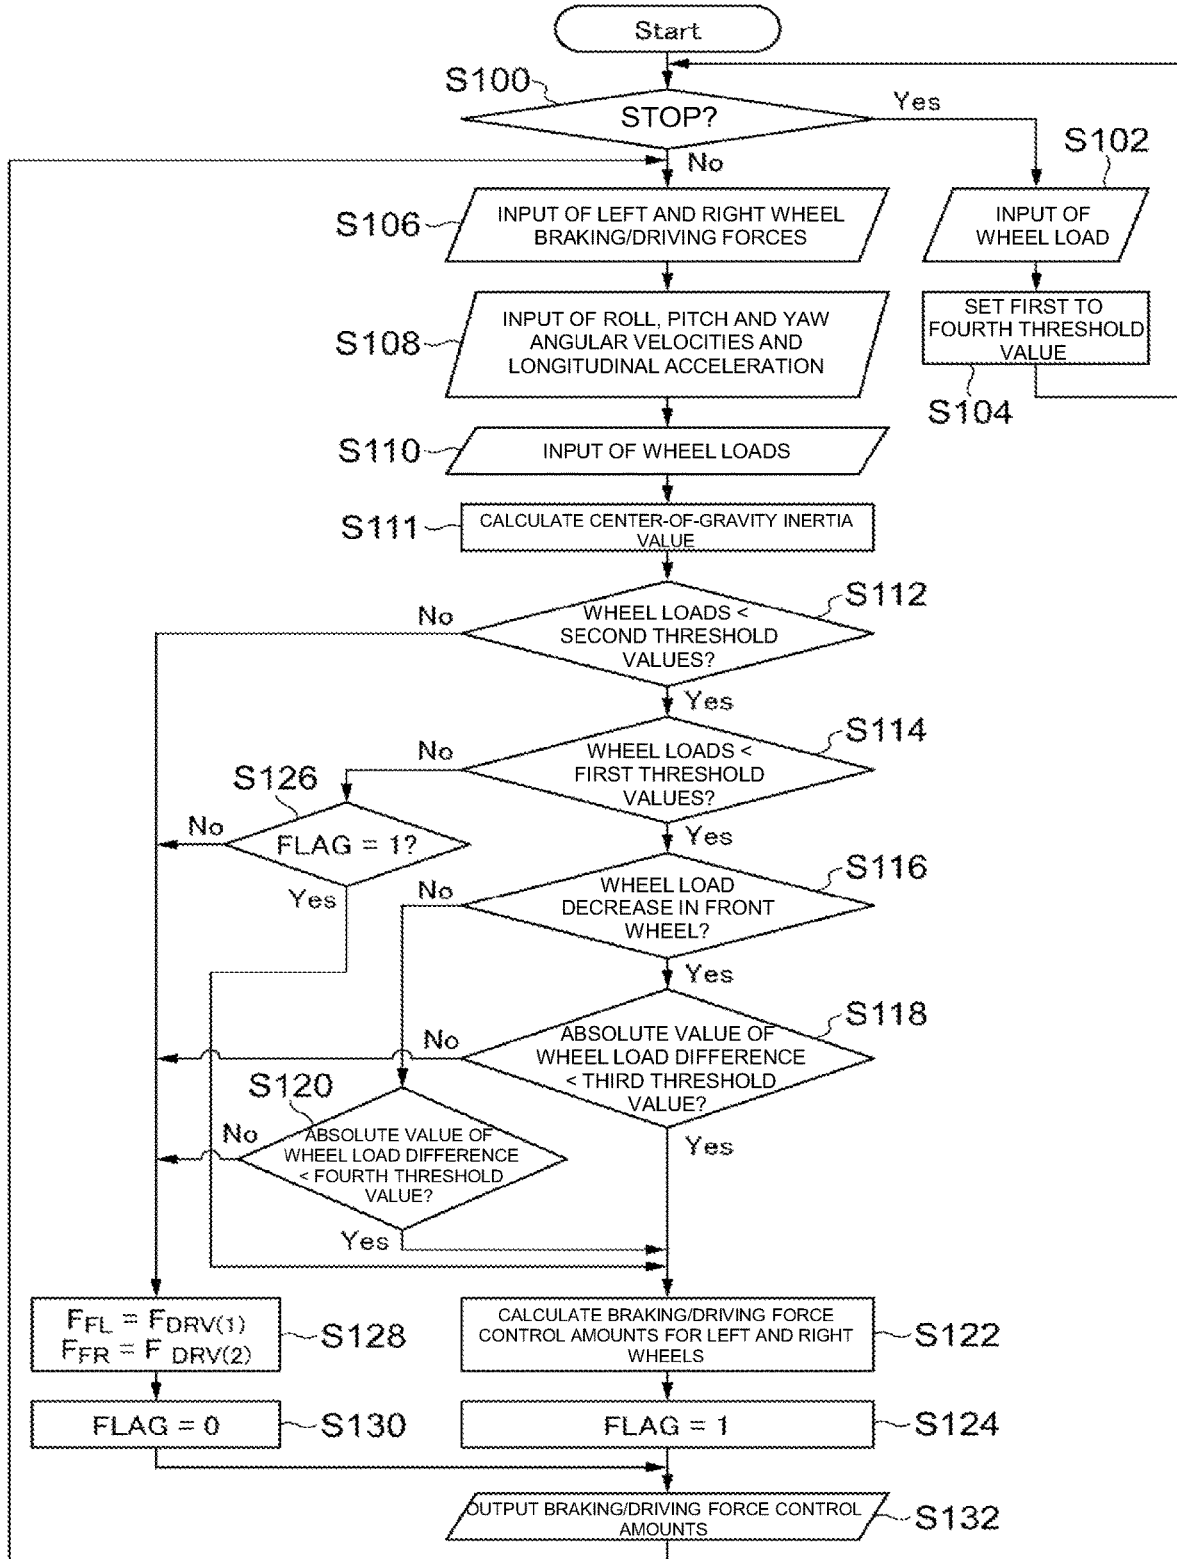 Start
S100
STOP?
Yes
No
S102
INPUT OF
WHEEL LOAD
S106
INPUT OF LEFT AND RIGHT WHEEL
BRAKING/DRIVING FORCES
SET FIRST TO
FOURTH THRESHOLD
VALUE
S104
S108
INPUT OF ROLL, PITCH AND YAW
ANGULAR VELOCITIES AND
LONGITUDINAL ACCELERATION
S110
INPUT OF WHEEL LOADS
S111
CALCULATE CENTER-OF-GRAVITY INERTIA
VALUE
S112
No
WHEEL LOADS <
SECOND THRESHOLD
VALUES?
Yes
S114
No
WHEEL LOADS <
FIRST THRESHOLD
VALUES?
Yes
S126
No
FLAG = 1?
Yes
S116
No
WHEEL LOAD
DECREASE IN FRONT
WHEEL?
Yes
S118
No
ABSOLUTE VALUE OF
WHEEL LOAD DIFFERENCE
< THIRD THRESHOLD
VALUE?
Yes
S120
No
ABSOLUTE VALUE OF
WHEEL LOAD DIFFERENCE
< FOURTH THRESHOLD
VALUE?
Yes
FFL = FDRV(1)
FFR = F DRV(2)
S128
CALCULATE BRAKING/DRIVING FORCE
CONTROL AMOUNTS FOR LEFT AND RIGHT
WHEELS
S122
FLAG = 0
S130
FLAG = 1
S124
OUTPUT BRAKING/DRIVING FORCE CONTROL
AMOUNTS
S132